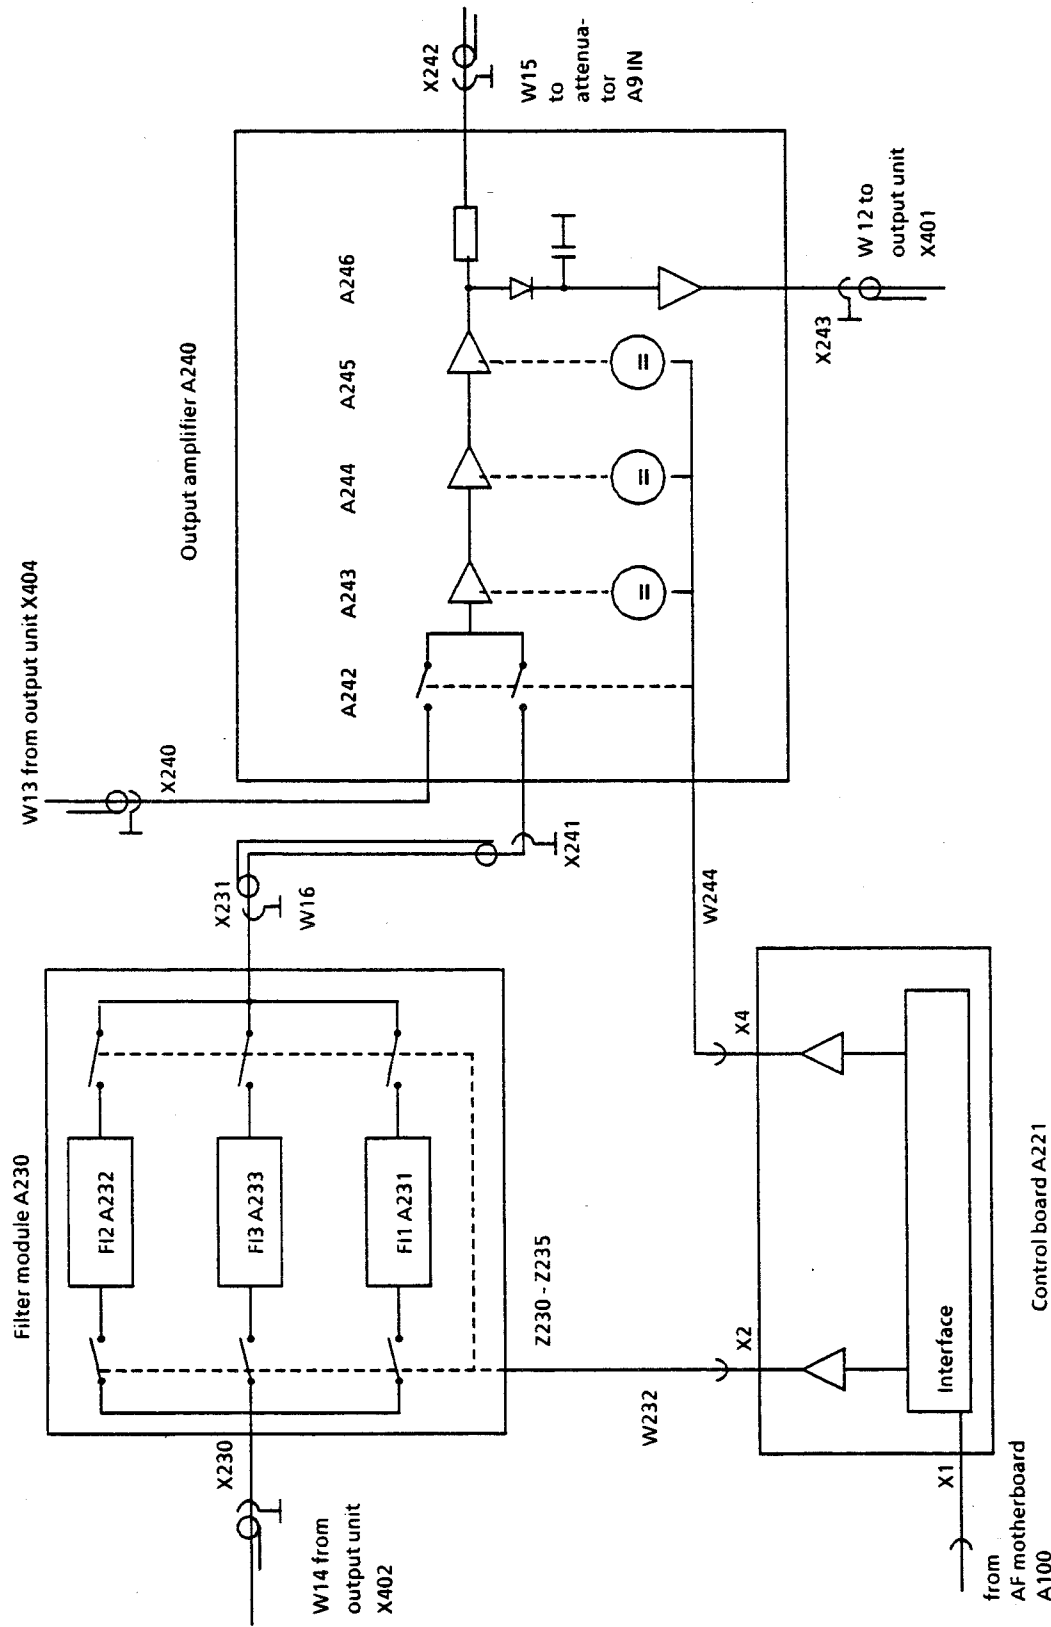 W14 from
output unit
X402
X230
Filter module A230
FI2 A232
FI3 A233
FI1 A231
Z230 - Z235
X231
W16
X241
W13 from output unit X404
X240
Output amplifier A240
A242
A243
A244
A245
A246
=
=
=
X242
W15
to
attenua-
tor
A9 IN
X243
W 12 to
output unit
X401
W244
W232
X2
X4
Interface
X1
from
AF motherboard
A100
Control board A221